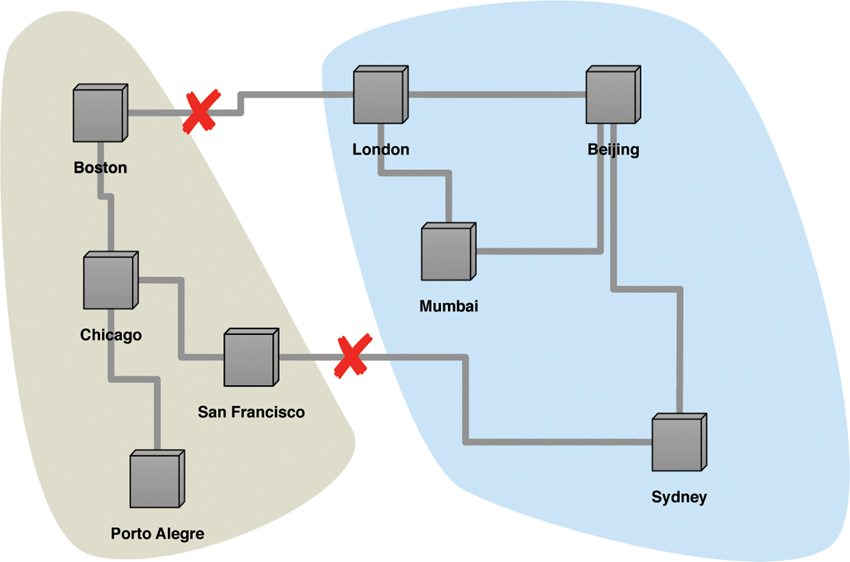 Boston
London
Beijing
Chicago
Mumbai
San Francisco
Sydney
Porto Alegre